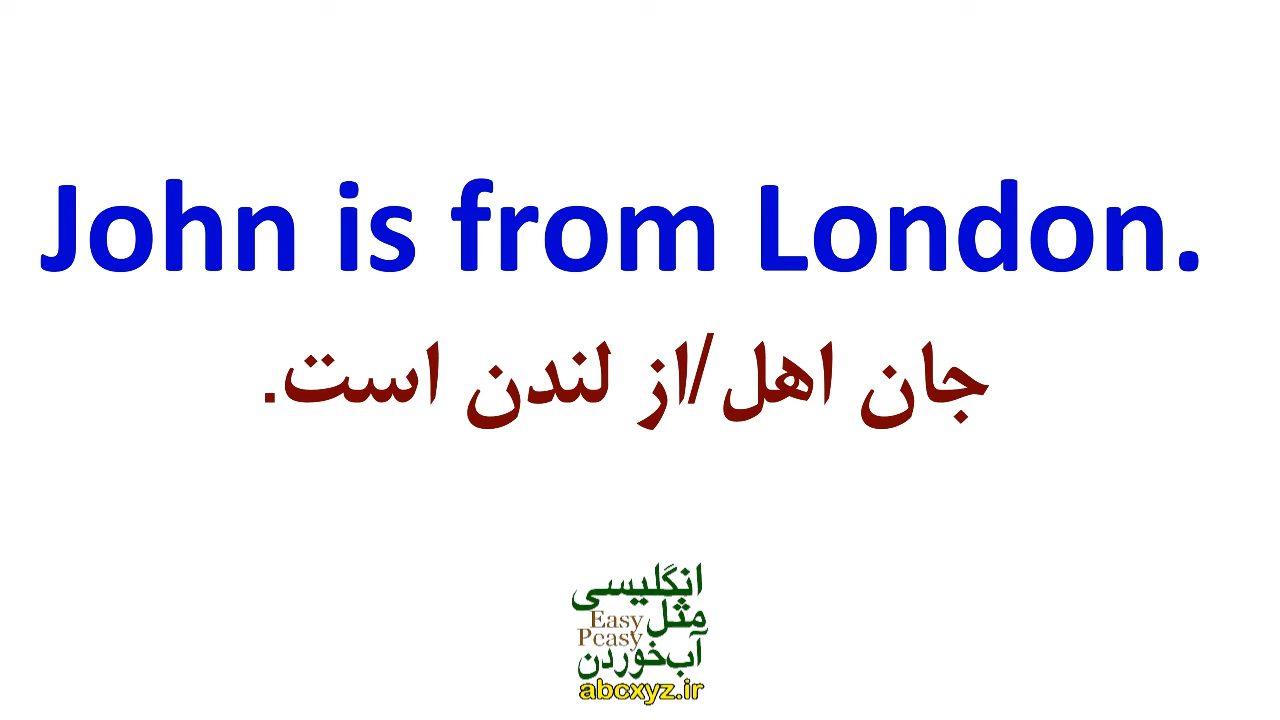 John is from London.
جان اهل/از لندن است.
انگلیسی
مثل Easy
Peasy
آب‌خوردن
abcxyz.ir